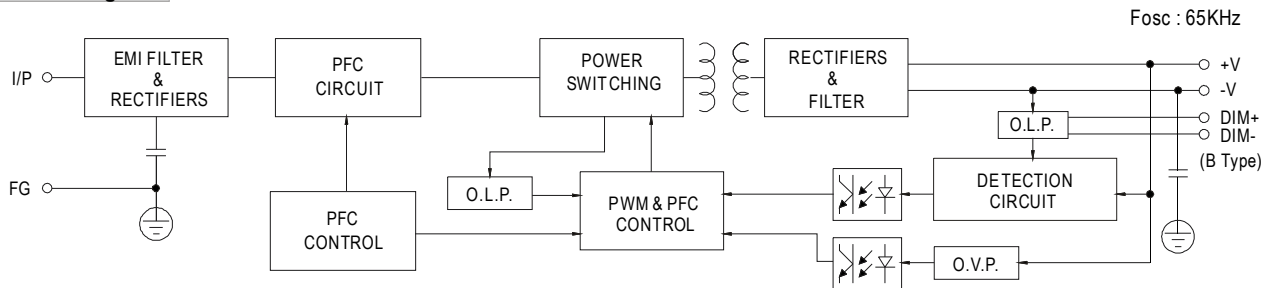 Fosc : 65KHz
I/P
EMI FILTER
&
RECTIFIERS
PFC
CIRCUIT
POWER
SWITCHING
RECTIFIERS
&
FILTER
+V
-V
DIM+
DIM-
(B Type)
O.L.P.
FG
O.L.P.
PFC
CONTROL
PWM & PFC
CONTROL
DETECTION
CIRCUIT
O.V.P.